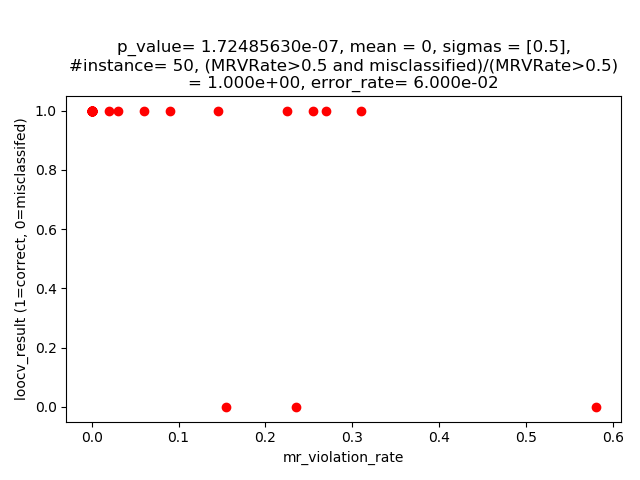 p_value= 1.72485630e-07, mean = 0, sigmas = [0.5],
#instance= 50, (MRVRate>0.5 and misclassified)/(MRVRate>0.5)
= 1.000e+00, error_rate= 6.000e-02
loocv_result (1=correct, 0=misclassifed)
1.0
0.8
0.6
0.4
0.2
0.0
0.0 0.1 0.2 0.3 0.4 0.5 0.6
mr_violation_rate